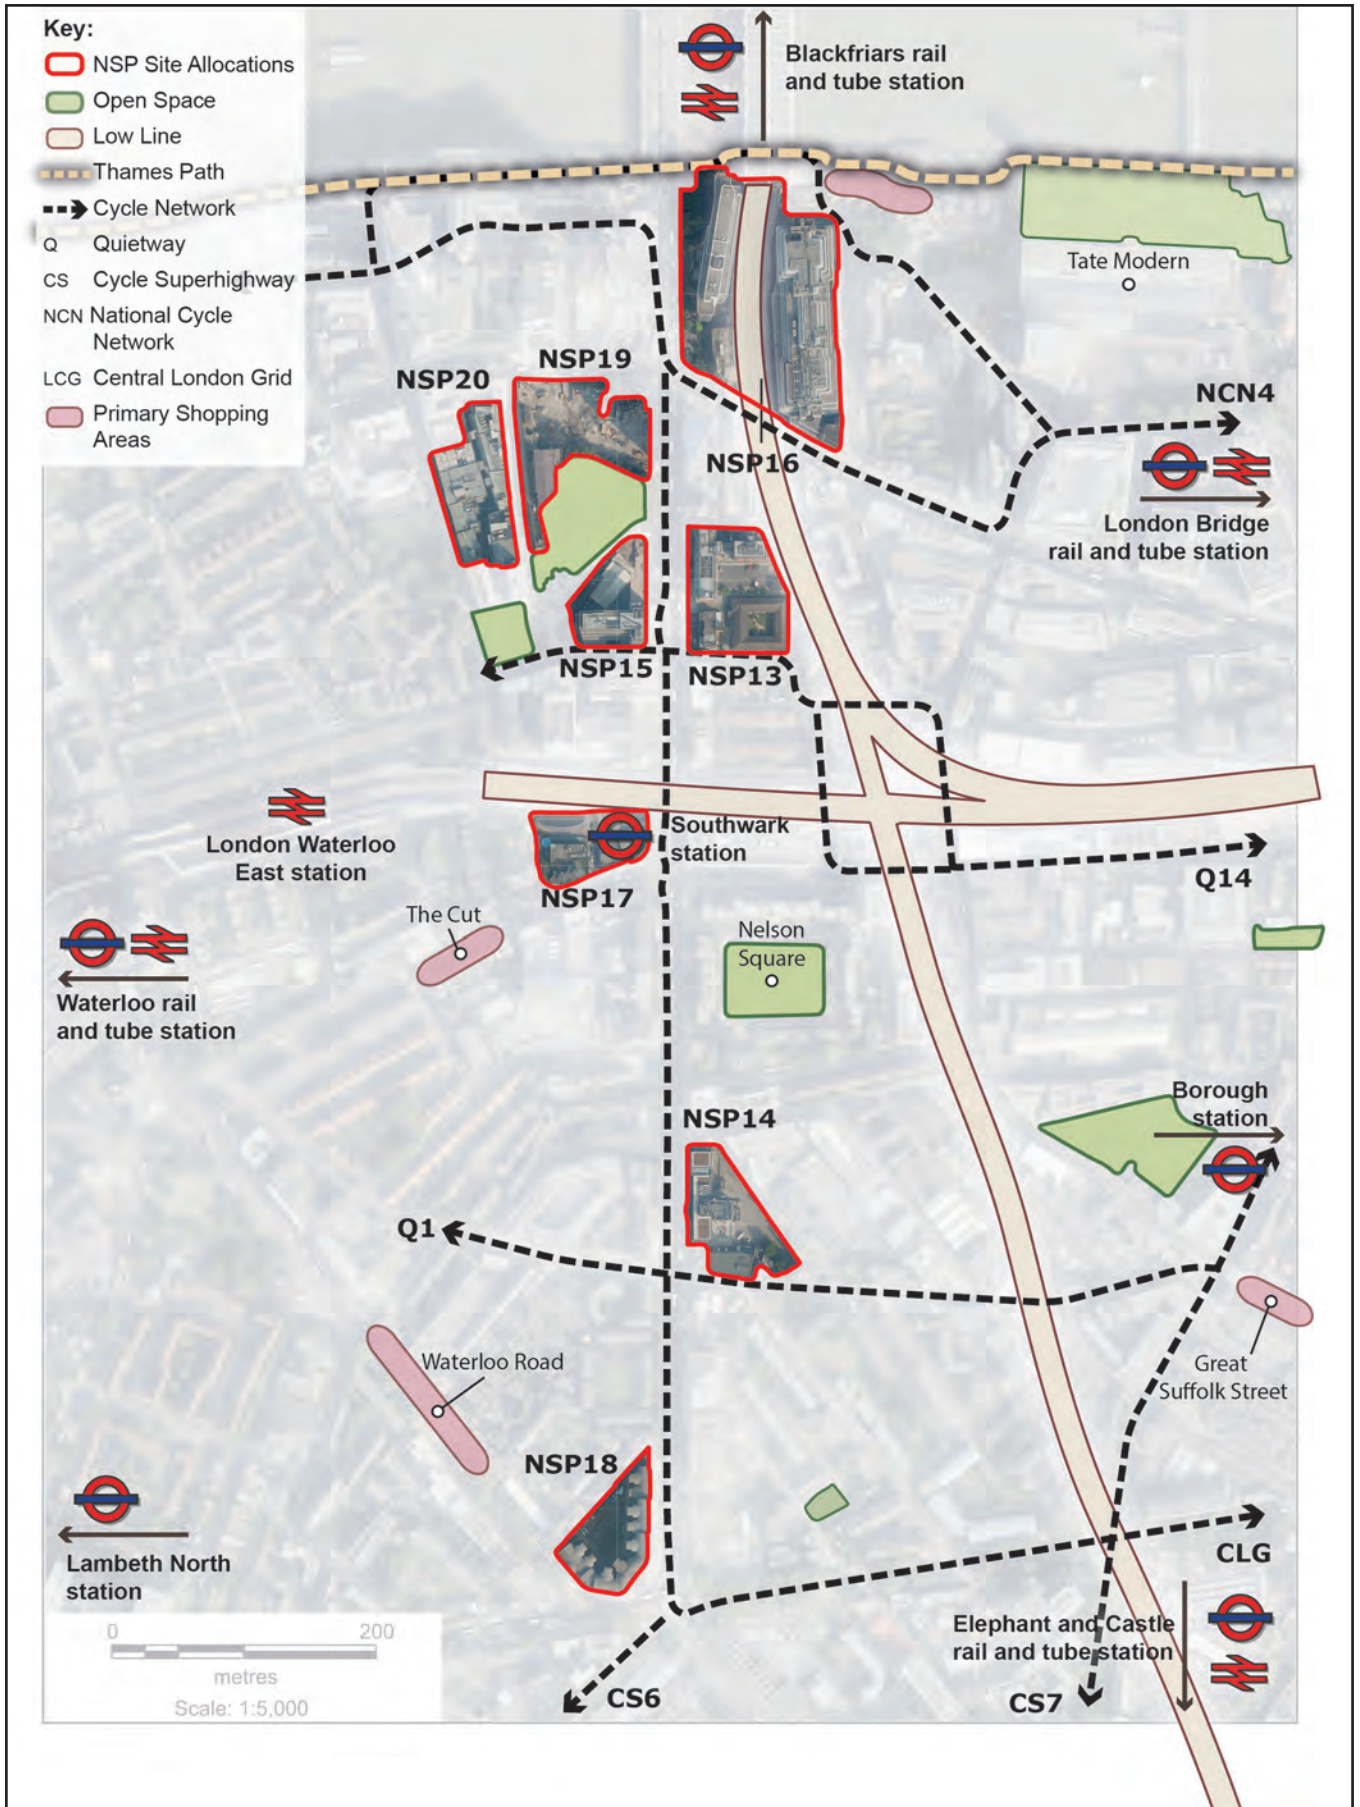 Key:
NSP Site Allocations
Open Space
Low Line
Thames Path
Cycle Network
Q Quietway
CS Cycle Superhighway
NCN National Cycle
Network
LCG Central London Grid
Primary Shopping
Areas
Blackfriars rail
and tube station
Tate Modern
NSP19
NSP20
NCN4
NSP16
London Bridge
rail and tube station
NSP15
NSP13
London Waterloo
East station
Southwark
station
NSP17
Q14
The Cut
Nelson
Square
Waterloo rail
and tube station
Borough
station
NSP14
Q1
Waterloo Road
Great
Suffolk Street
NSP18
Lambeth North
station
CLG
Elephant and Castle
rail and tube station
CS6
CS7
0 200
metres
Scale: 1:5,000